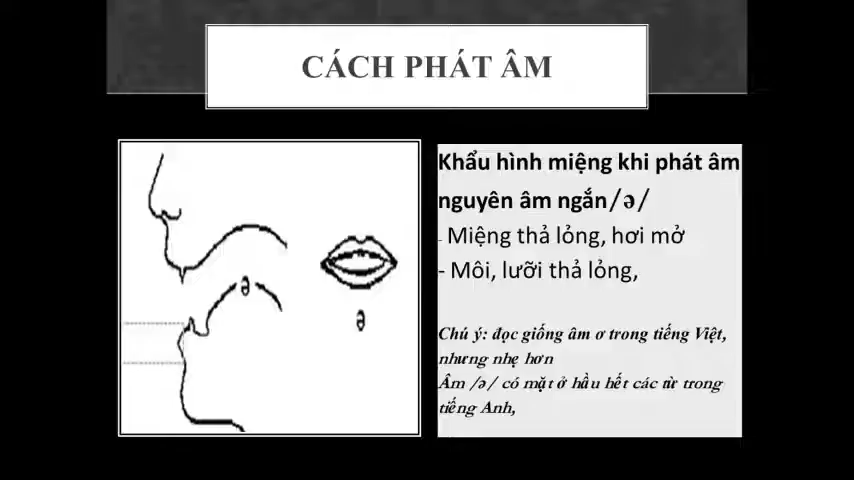 CÁCH PHÁT ÂM
ə
ə
Khẩu hình miệng khi phát âm
nguyên âm ngắn/ə/
- Miệng thả lỏng, hơi mở
- Môi, lưỡi thả lỏng,
Chú ý: đọc giống âm ơ trong tiếng Việt,
nhưng nhẹ hơn
Âm /ə/ có mặt ở hầu hết các từ trong
tiếng Anh,